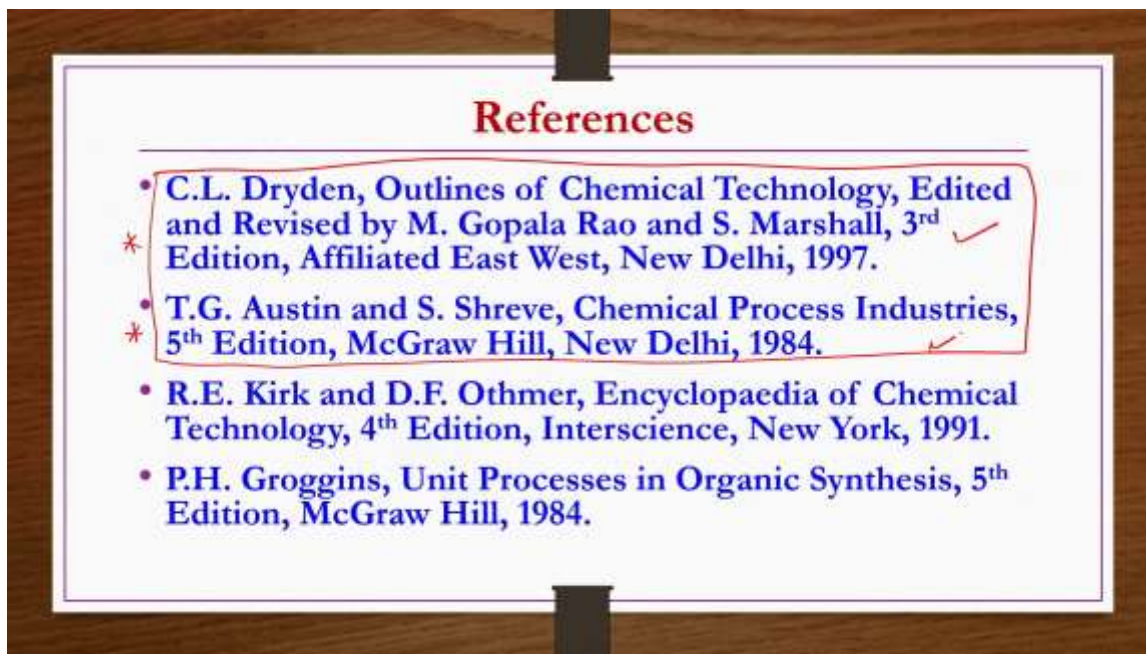 References
• C.L. Dryden, Outlines of Chemical Technology, Edited
and Revised by M. Gopala Rao and S. Marshall, 3rd
Edition, Affiliated East West, New Delhi, 1997.
• T.G. Austin and S. Shreve, Chemical Process Industries,
5th Edition, McGraw Hill, New Delhi, 1984.
• R.E. Kirk and D.F. Othmer, Encyclopaedia of Chemical
Technology, 4th Edition, Interscience, New York, 1991.
• P.H. Groggins, Unit Processes in Organic Synthesis, 5th
Edition, McGraw Hill, 1984.